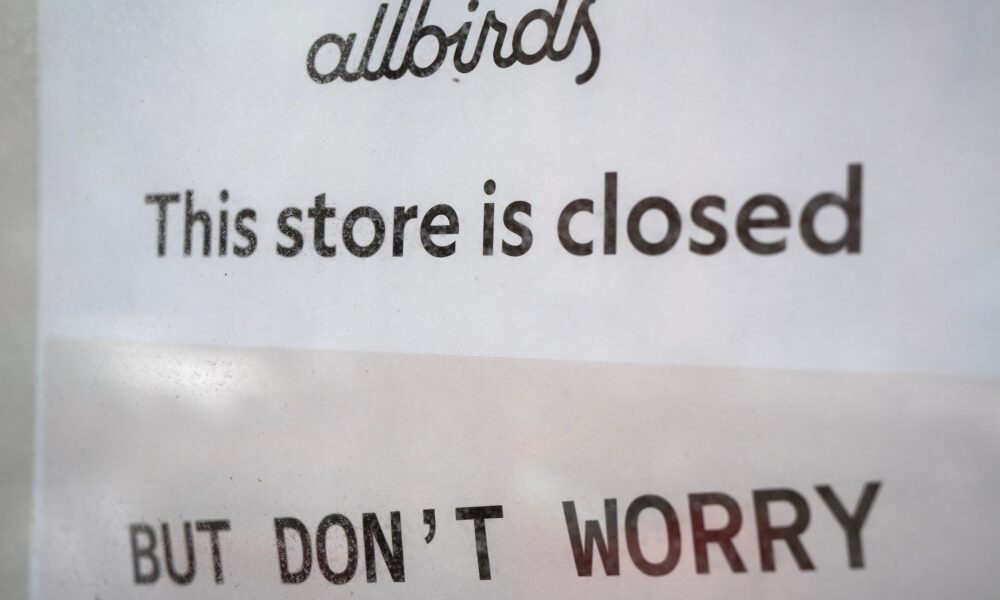 allbirds
This store is closed
BUT DON'T WORRY